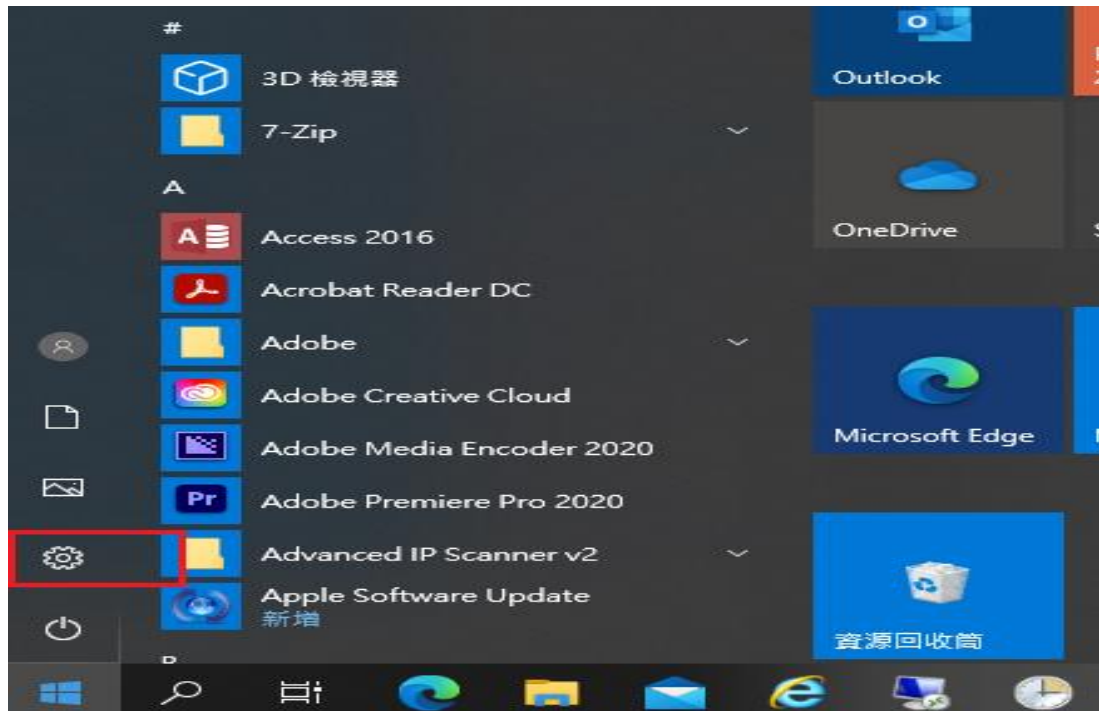 #
3D 檢視器
7-Zip
A
Access 2016
Acrobat Reader DC
Adobe
Adobe Creative Cloud
Adobe Media Encoder 2020
Pr
Adobe Premiere Pro 2020
Advanced IP Scanner v2
Apple Software Update
新增
Outlook
OneDrive
Microsoft Edge
資源回收筒